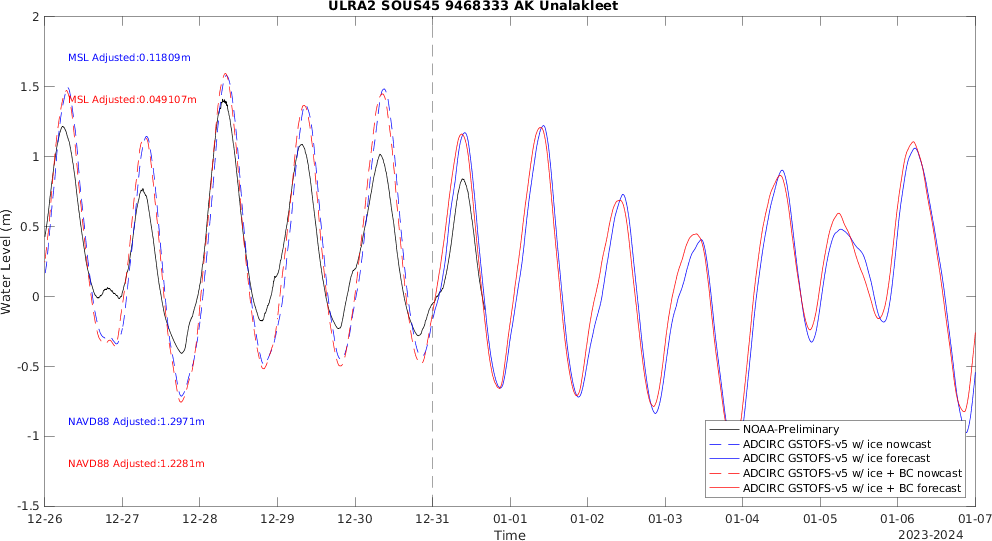 ULRA2 SOUS45 9468333 AK Unalakleet
2
1.5
1
0.5
0
-0.5
-1
-1.5
Water Level (m)
MSL Adjusted:0.11809m
MSL Adjusted:0.049107m
NAVD88 Adjusted:1.2971m
NAVD88 Adjusted:1.2281m
NOAA-Preliminary
ADCIRC GSTOFS-v5 w/ ice nowcast
ADCIRC GSTOFS-v5 w/ ice forecast
ADCIRC GSTOFS-v5 w/ice + BC nowcast
ADCIRC GSTOFS-v5 w/ice + BC forecast
12-26 12-27 12-28 12-29 12-30 12-31 01-01 01-02 01-03 01-04 01-05 01-06 01-07
Time
2023-2024